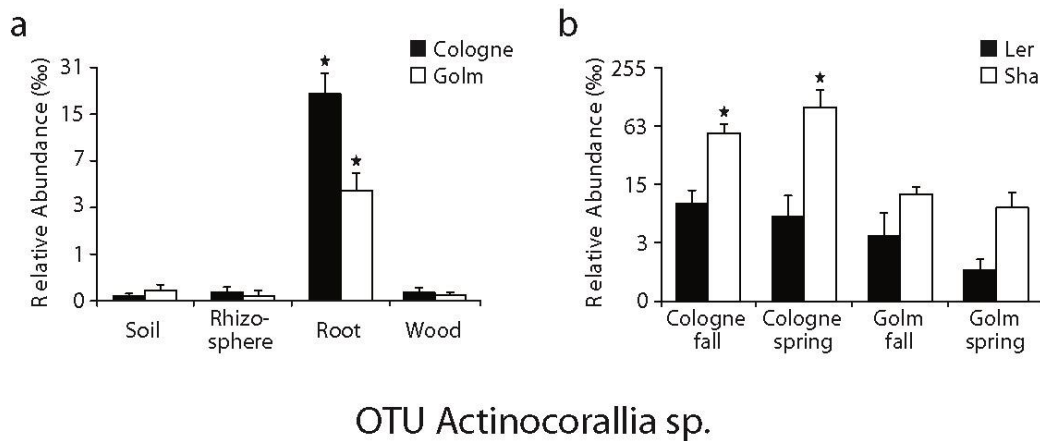 a
Cologne
Golm
Relative Abundance (‰)
31
15
7
3
1
0
Soil
Rhizo-
sphere
Root
Wood
b
Ler
Sha
Relative Abundance (‰)
255
63
15
3
0
Cologne
fall
Cologne
spring
Golm
fall
Golm
spring
OTU Actinocorallia sp.